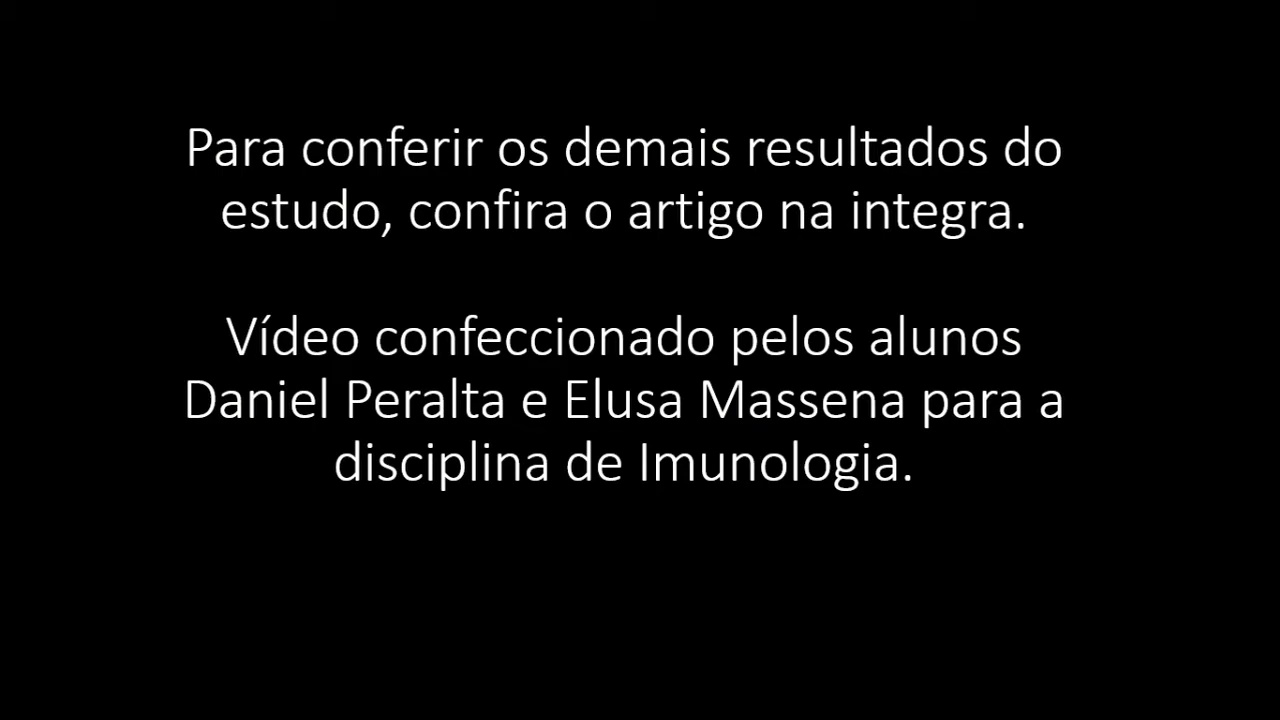 Para conferir os demais resultados do
estudo, confira o artigo na integra.
Vídeo confeccionado pelos alunos
Daniel Peralta e Elusa Massena para a
disciplina de Imunologia.